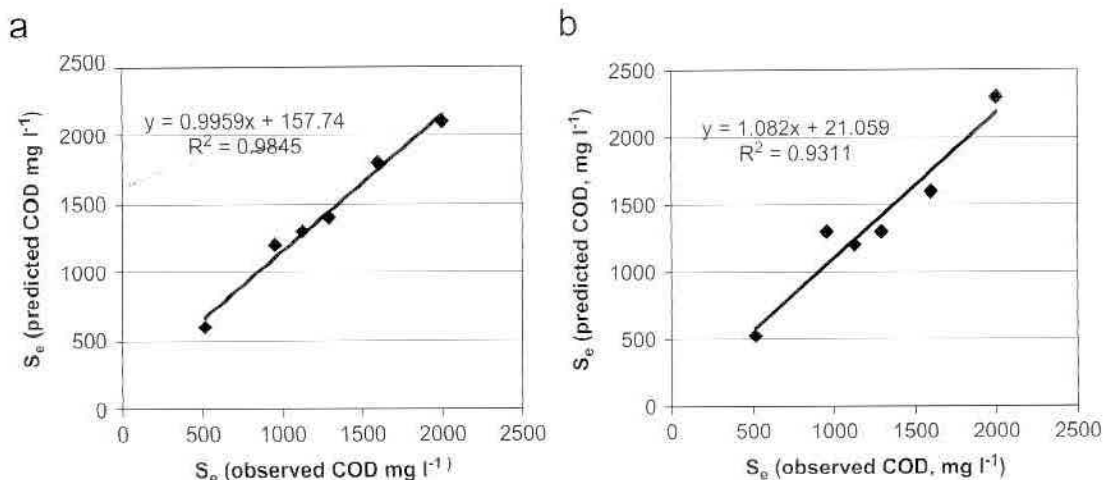 a
2500
2000
1500
1000
500
0
0 500 1000 1500 2000 2500
y = 0.9959x + 157.74
R² = 0.9845
Sₑ (predicted COD mg l⁻¹)
Sₑ (observed COD mg l⁻¹ )
b
2500
2000
1500
1000
500
0
0 500 1000 1500 2000 2500
y = 1.082x + 21.059
R² = 0.9311
Sₑ (predicted COD, mg l⁻¹)
Sₑ (observed COD, mg l⁻¹)